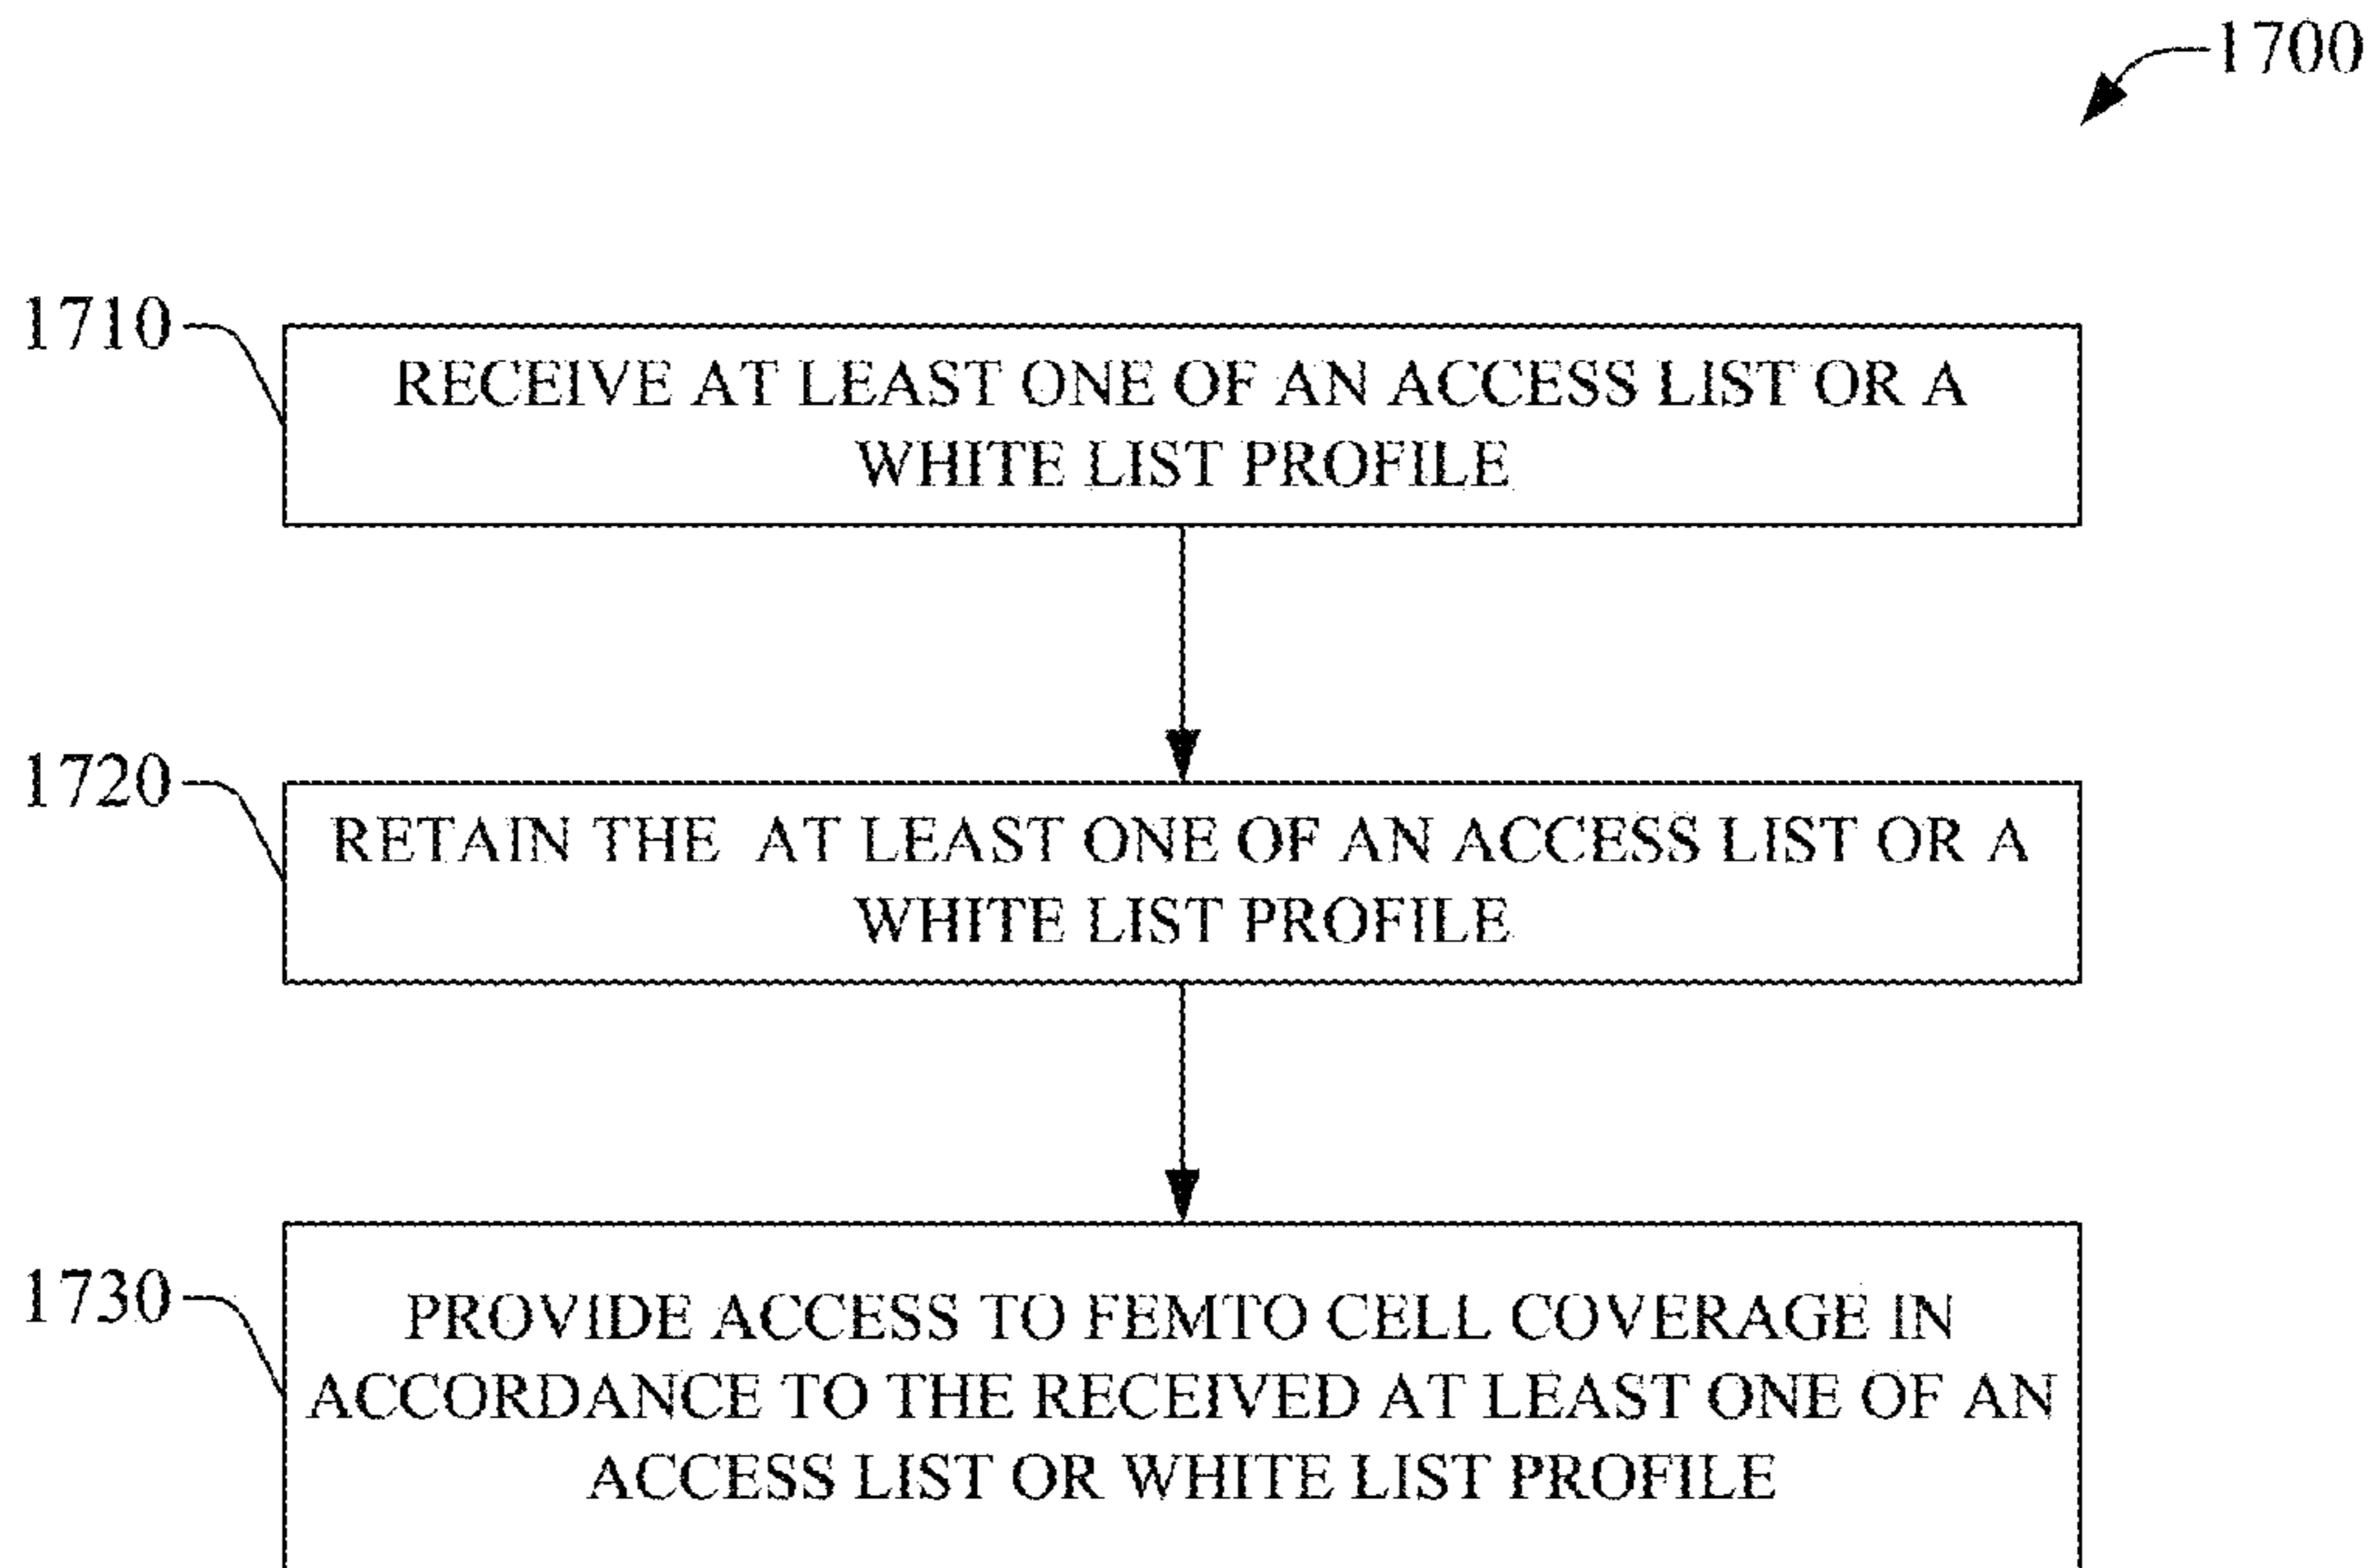 1700
1710
RECEIVE AT LEAST ONE OF AN ACCESS LIST OR A
WHITE LIST PROFILE
1720
RETAIN THE AT LEAST ONE OF AN ACCESS LIST OR A
WHITE LIST PROFILE
1730
PROVIDE ACCESS TO FEMTO CELL COVERAGE IN
ACCORDANCE TO THE RECEIVED AT LEAST ONE OF AN
ACCESS LIST OR WHITE LIST PROFILE